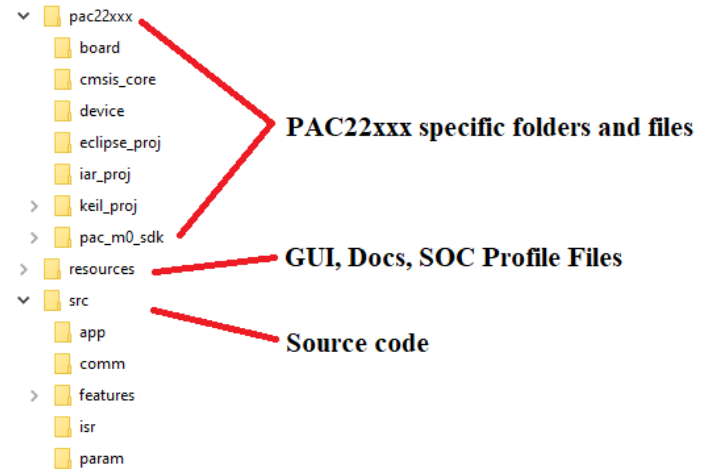 pac22xxx
board
cmsis_core
device
eclipse_proj
iar_proj
keil_proj
pac_m0_sdk
PAC22xxx specific folders and files
resources
GUI, Docs, SOC Profile Files
src
Source code
app
comm
features
isr
param